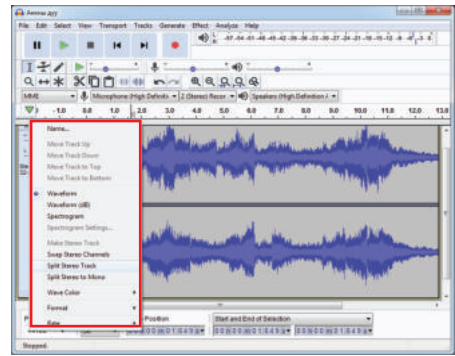 Аялгаа дуу
File Edit Select View Transport Tracks Generate Effect Analyze Help
MME Microphone (High Definiti 2 (Stereo) Recor Speakers (High Definition
-1.0 0.0 1.0 2.0 3.0 4.0 5.0 6.0 7.0 8.0 9.0 10.0 11.0 12.0 13.0
Name...
Move Track Up
Move Track Down
Move Track to Top
Move Track to Bottom
Waveform
Waveform (dB)
Spectrogram
Spectrogram Settings...
Make Stereo Track
Swap Stereo Channels
Split Stereo Track
Split Stereo to Mono
Wave Color
Format
Rate
Position Start and End of Selection
Stopped.